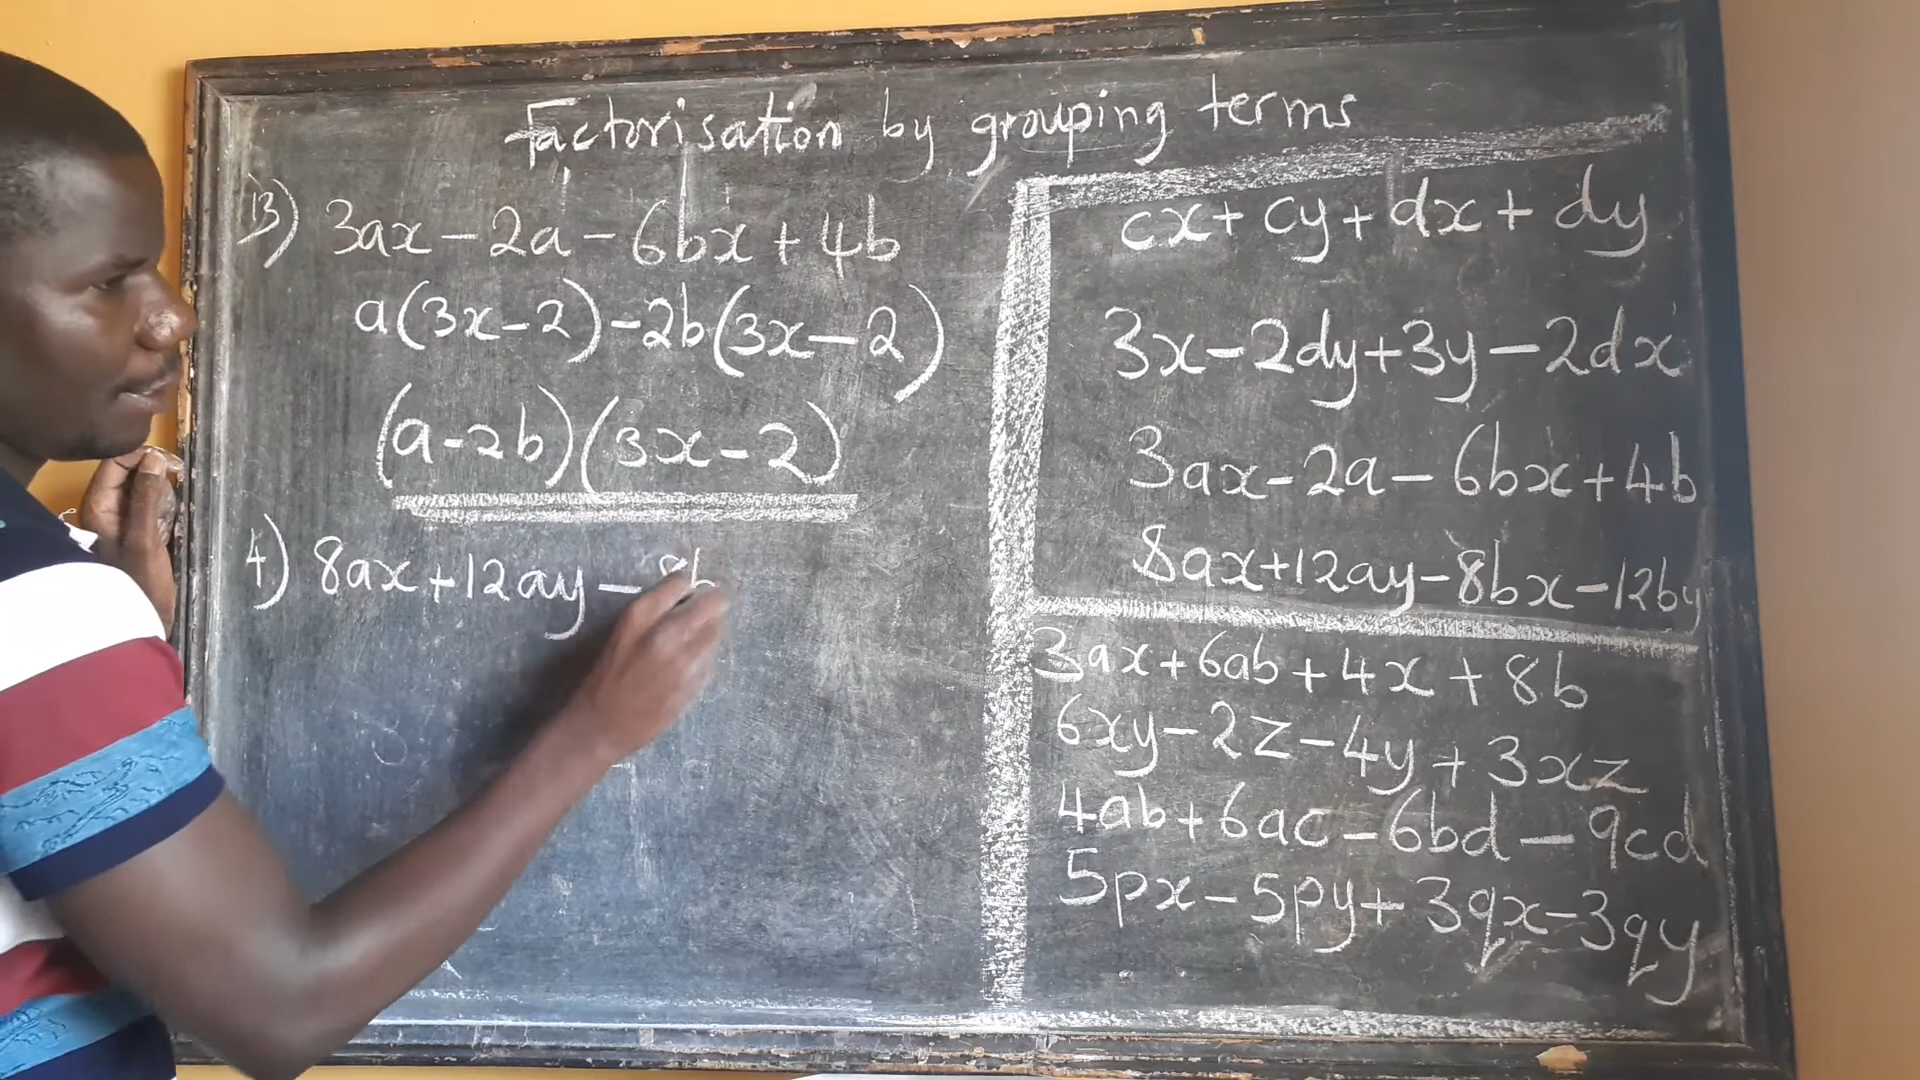 Factorisation by grouping terms
13) 3ax - 2a - 6bx + 4b
a(3x - 2) - 2b(3x - 2)
(a - 2b)(3x - 2)
4) 8ax + 12ay - 8b
cx + cy + dx + dy
3x - 2dy + 3y - 2dx
3ax - 2a - 6bx + 4b
8ax + 12ay - 8bx - 12by
3ax + 6ab + 4x + 8b
6xy - 2z - 4y + 3xz
4ab + 6ac - 6bd - 9cd
5px - 5py + 3qx - 3qy